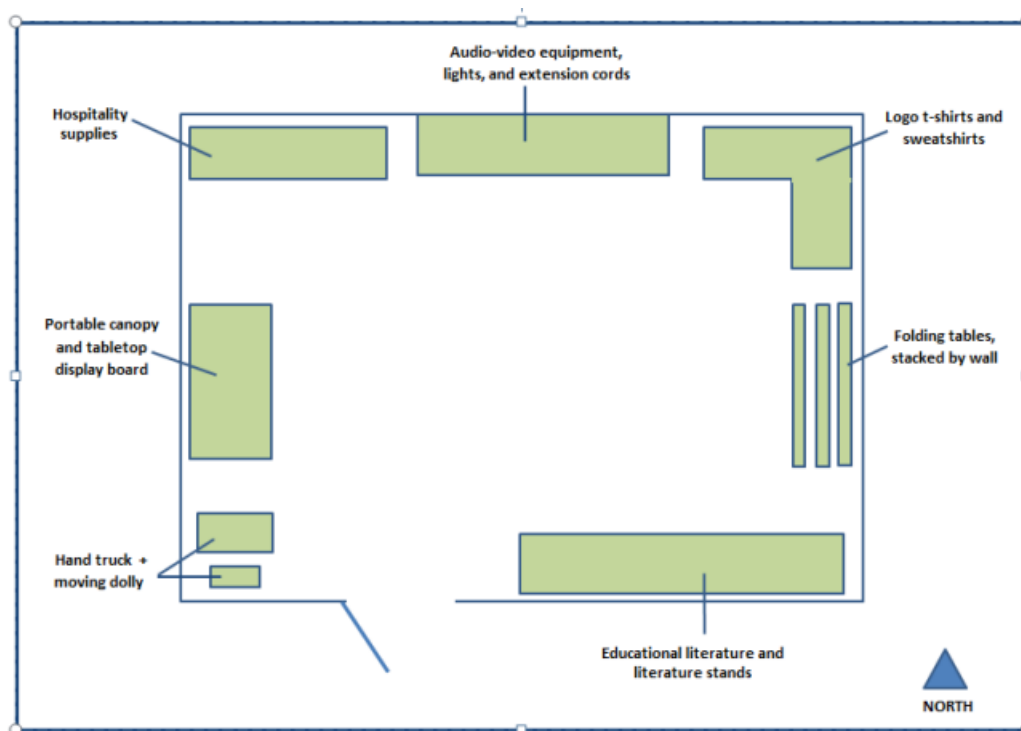 Audio-video equipment,
lights, and extension cords
Hospitality
supplies
Logo t-shirts and
sweatshirts
Portable canopy
and tabletop
display board
Folding tables,
stacked by wall
Hand truck +
moving dolly
Educational literature and
literature stands
NORTH